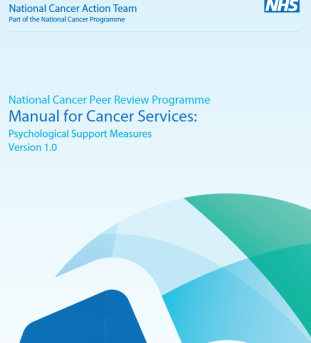 National Cancer Action Team
Part of the National Cancer Programme
NHS
National Cancer Peer Review Programme
Manual for Cancer Services:
Psychological Support Measures
Version 1.0